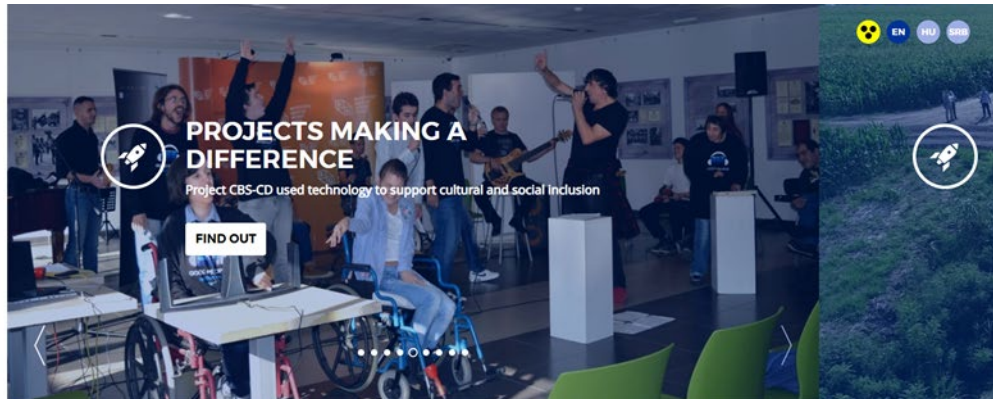 EN HU SRB
PROJECTS MAKING A
DIFFERENCE
Project CBS-CD used technology to support cultural and social inclusion
FIND OUT